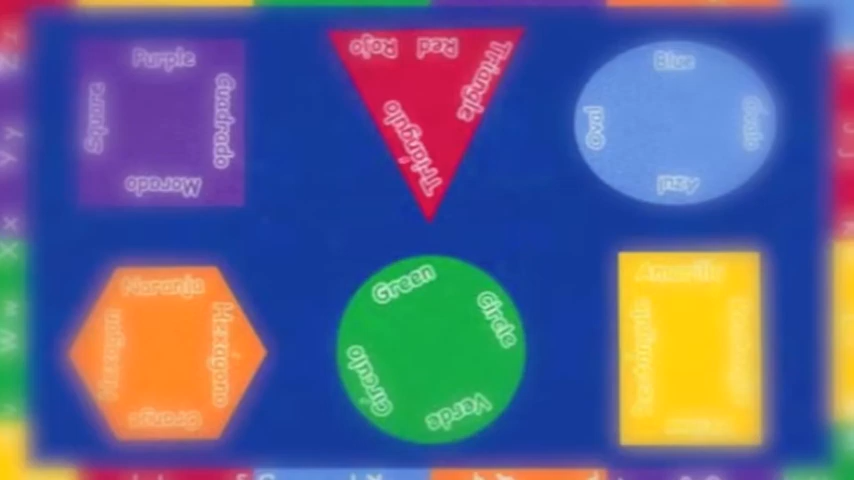 Purple
Square
Cuadrado
Morado
Rojo
Red
Triangle
Triángulo
Blue
Oval
Óvalo
Azul
Naranja
Hexagon
Hexágono
Orange
Green
Circle
Círculo
Verde
Amarillo
Rectángulo